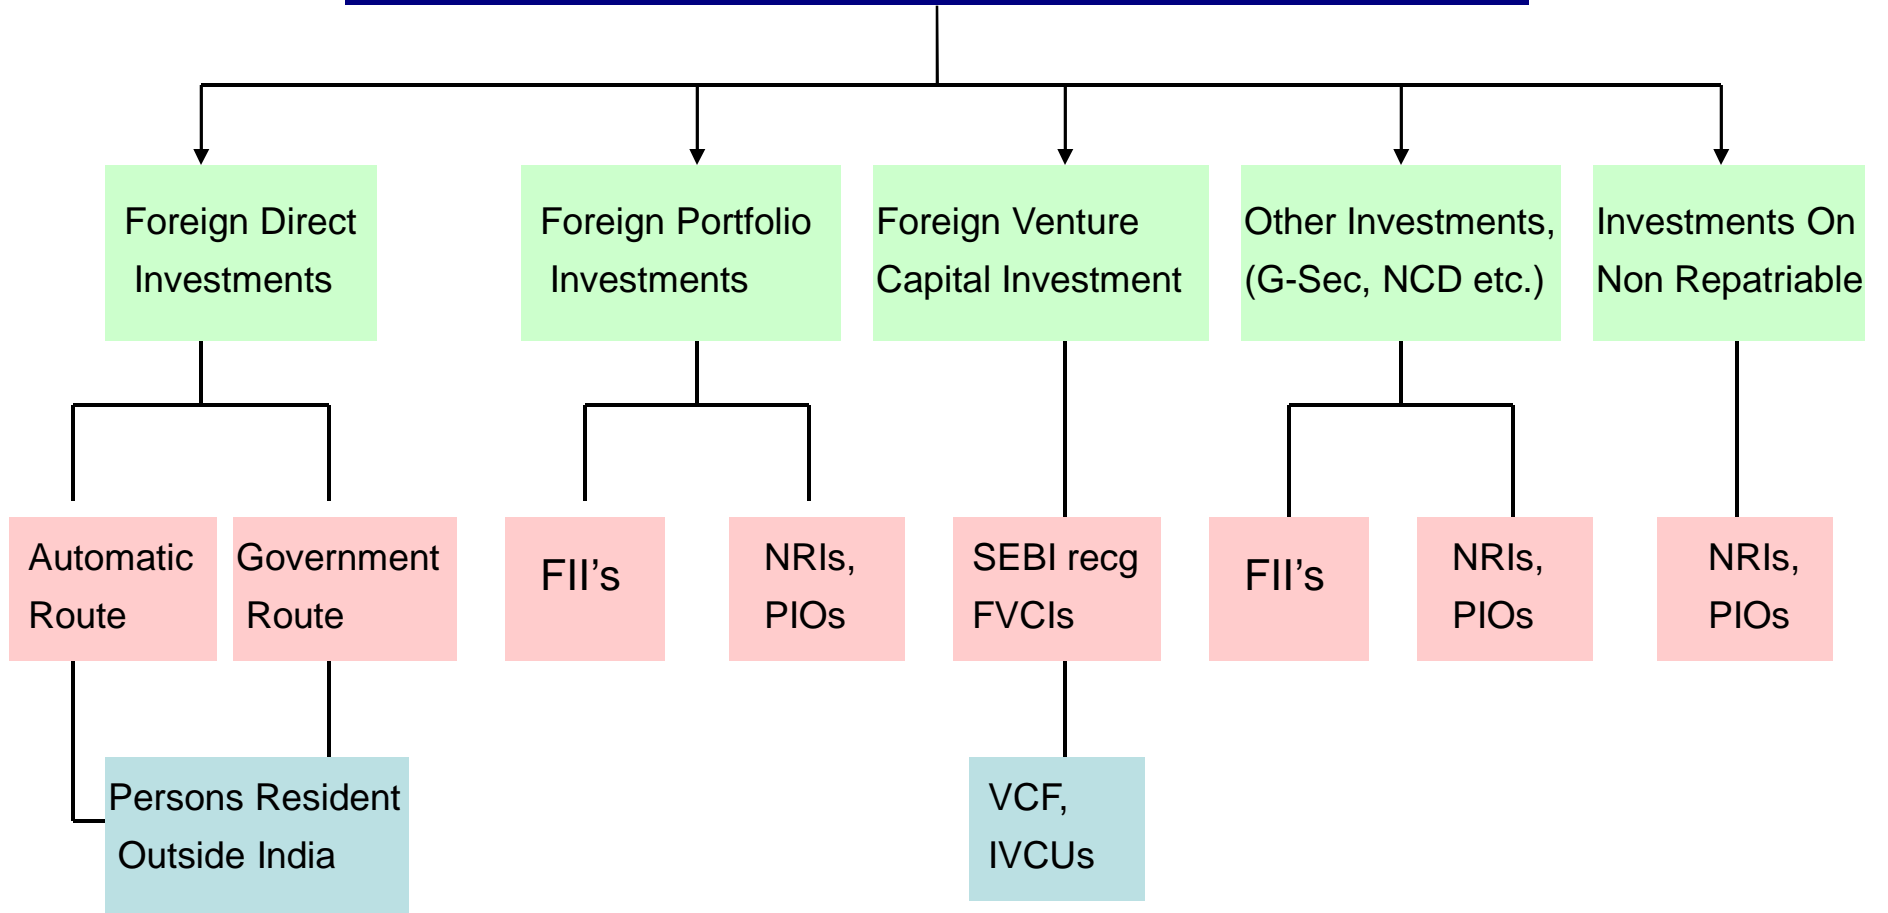 Foreign Direct
Investments
Foreign Portfolio
Investments
Foreign Venture
Capital Investment
Other Investments,
(G-Sec, NCD etc.)
Investments On
Non Repatriable
Automatic
Route
Government
Route
FII’s
NRIs,
PIOs
SEBI recg
FVCIs
FII’s
NRIs,
PIOs
NRIs,
PIOs
Persons Resident
Outside India
VCF,
IVCUs